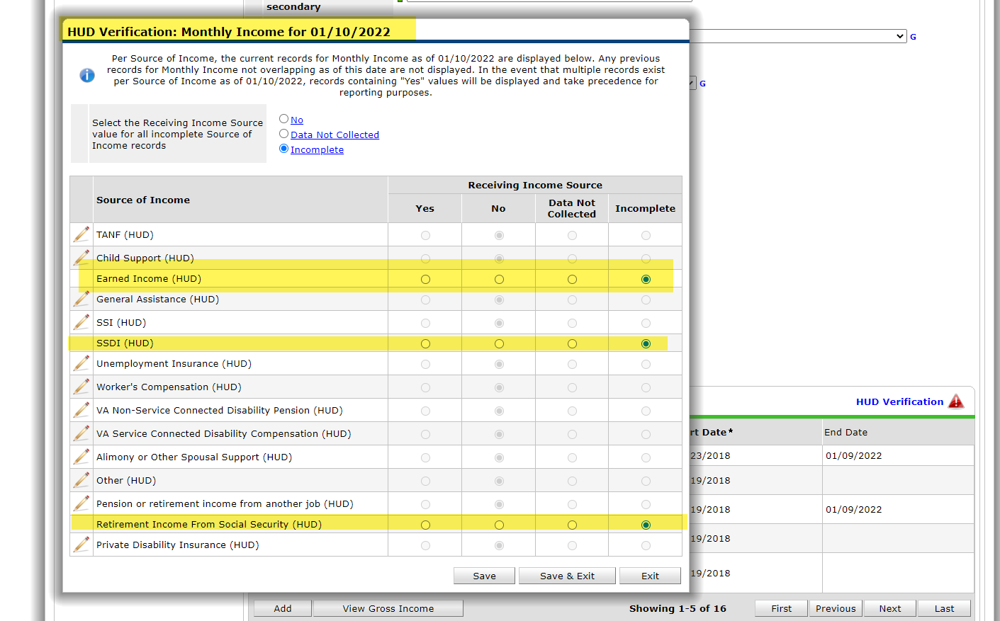 secondary
HUD Verification: Monthly Income for 01/10/2022
G
Per Source of Income, the current records for Monthly Income as of 01/10/2022 are displayed below. Any previous
records for Monthly Income not overlapping as of this date are not displayed. In the event that multiple records exist
per Source of Income as of 01/10/2022, records containing "Yes" values will be displayed and take precedence for
reporting purposes.
G
Select the Receiving Income Source
value for all incomplete Source of
Income records
No
Data Not Collected
Incomplete
Source of Income
Receiving Income Source
Yes
No
Data Not
Collected
Incomplete
TANF (HUD)
Child Support (HUD)
Earned Income (HUD)
General Assistance (HUD)
SSI (HUD)
SSDI (HUD)
Unemployment Insurance (HUD)
Worker's Compensation (HUD)
VA Non-Service Connected Disability Pension (HUD)
VA Service Connected Disability Compensation (HUD)
Alimony or Other Spousal Support (HUD)
Other (HUD)
Pension or retirement income from another job (HUD)
Retirement Income From Social Security (HUD)
Private Disability Insurance (HUD)
Save
Save & Exit
Exit
HUD Verification
rt Date*
End Date
23/2018
01/09/2022
19/2018
19/2018
01/09/2022
19/2018
19/2018
Add
View Gross Income
Showing 1-5 of 16
First
Previous
Next
Last